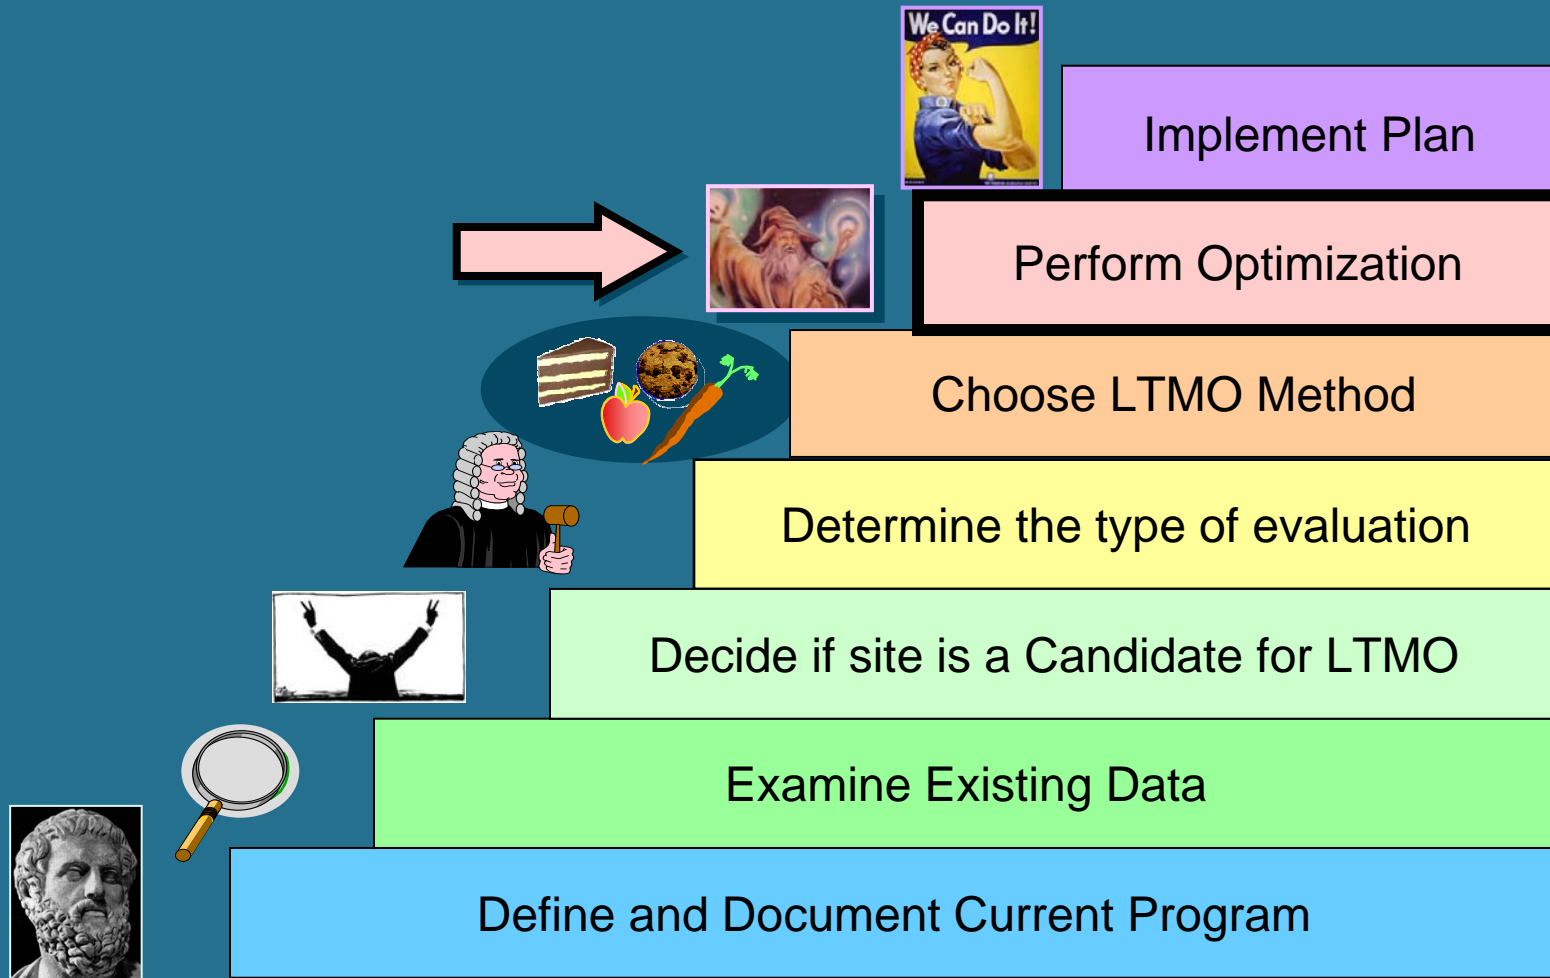 We Can Do It!
Implement Plan
Perform Optimization
Choose LTMO Method
Determine the type of evaluation
Decide if site is a Candidate for LTMO
Examine Existing Data
Define and Document Current Program